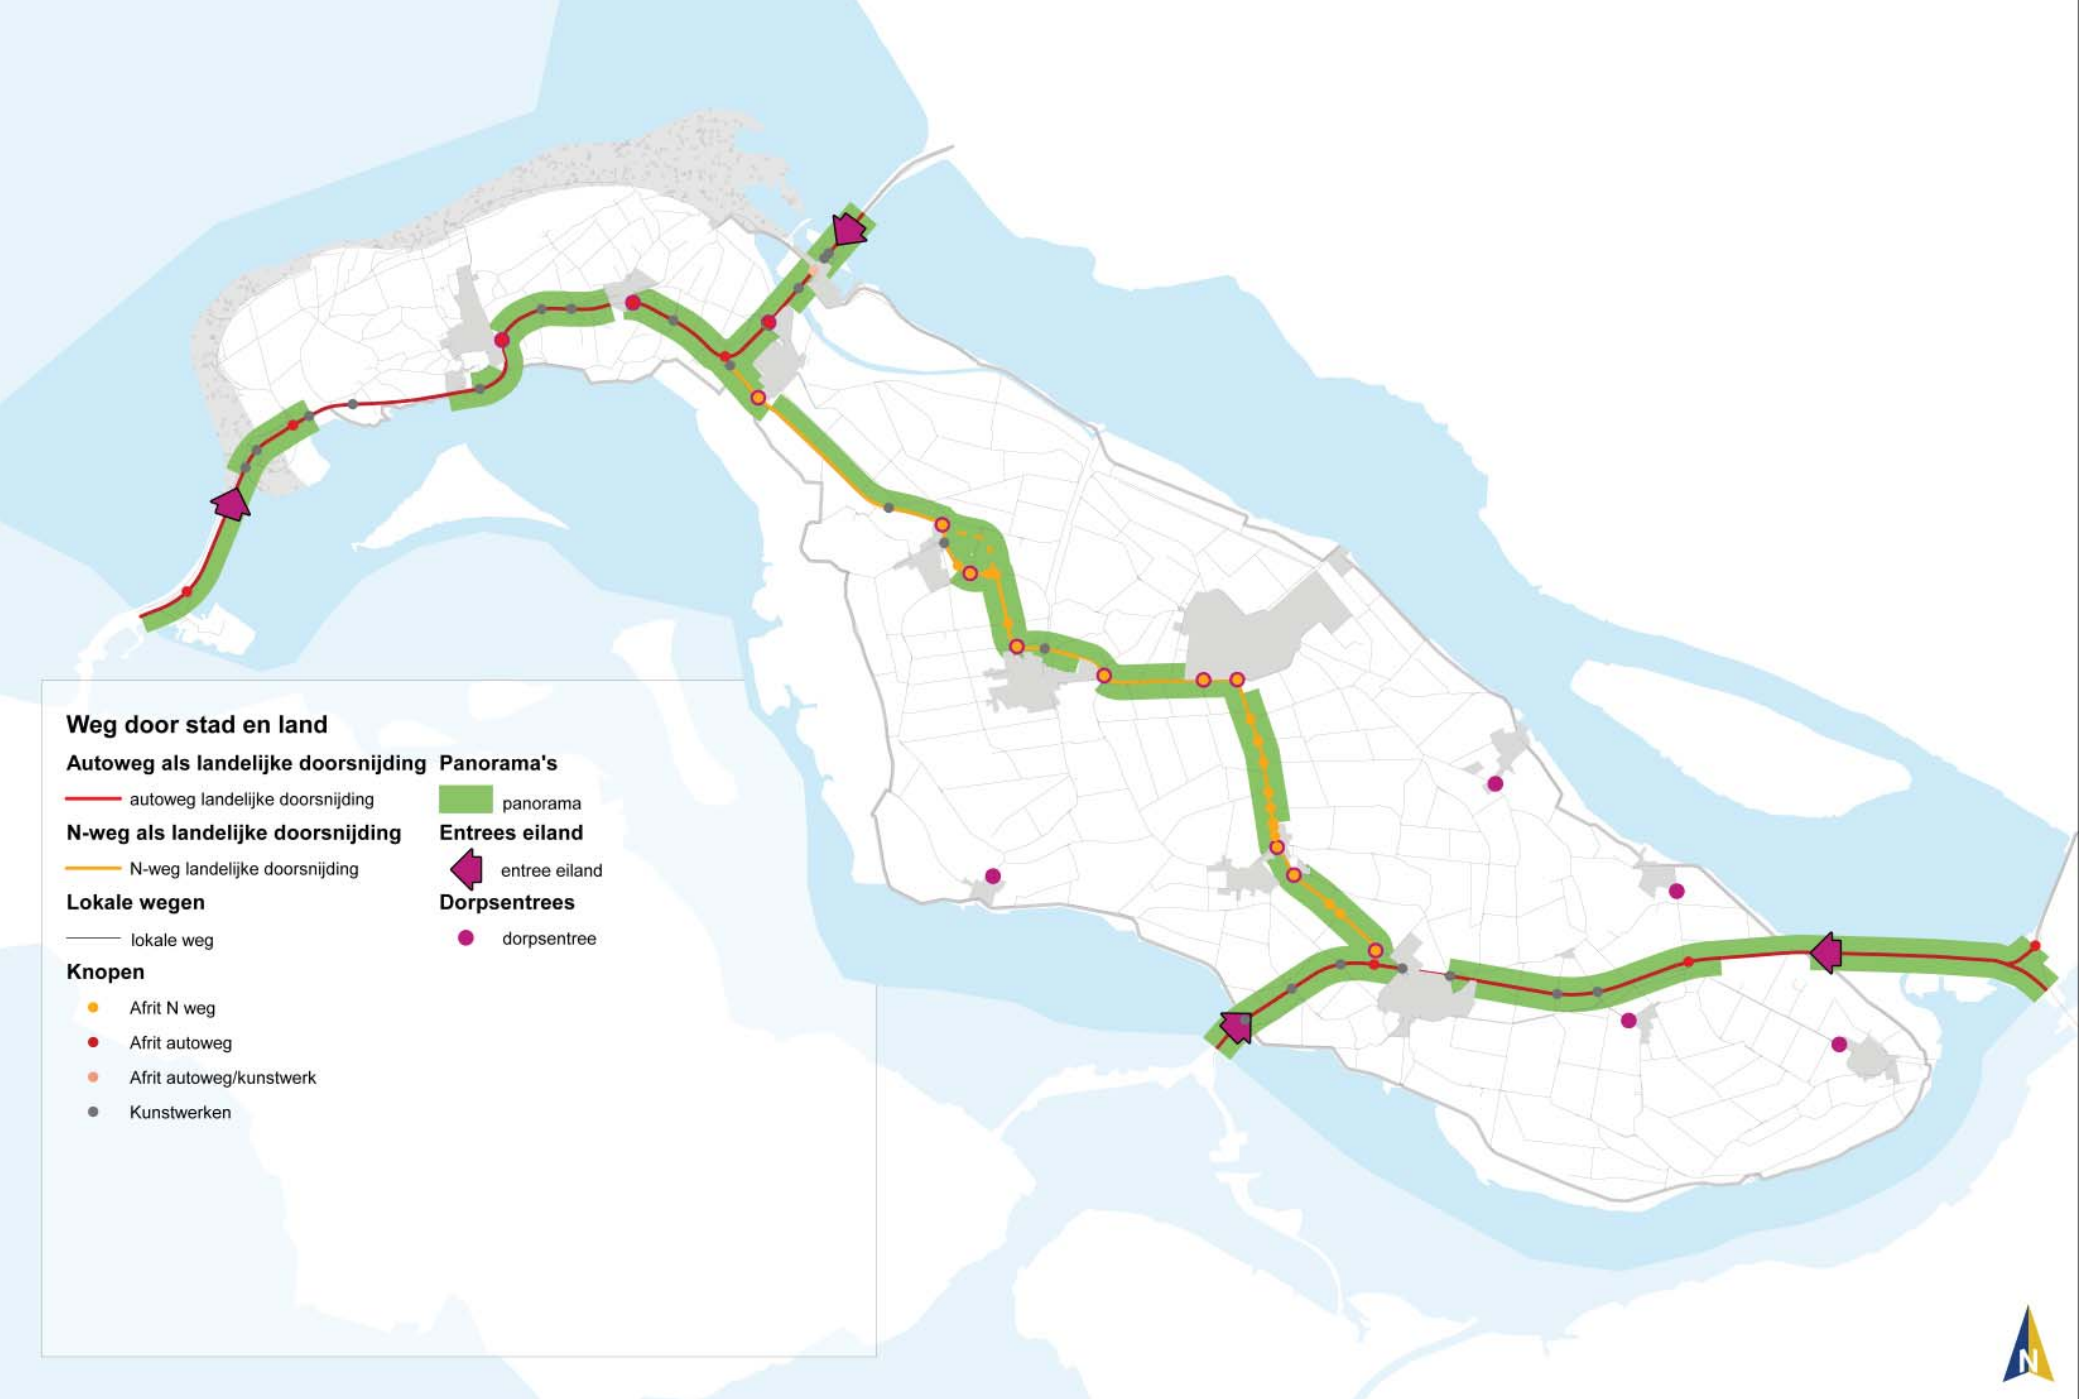 Weg door stad en land
Autoweg als landelijke doorsnijding
autoweg landelijke doorsnijding
N-weg als landelijke doorsnijding
N-weg landelijke doorsnijding
Lokale wegen
lokale weg
Knopen
Afrit N weg
Afrit autoweg
Afrit autoweg/kunstwerk
Kunstwerken
Panorama's
panorama
Entrees eiland
entree eiland
Dorpsentrees
dorpsentree
N